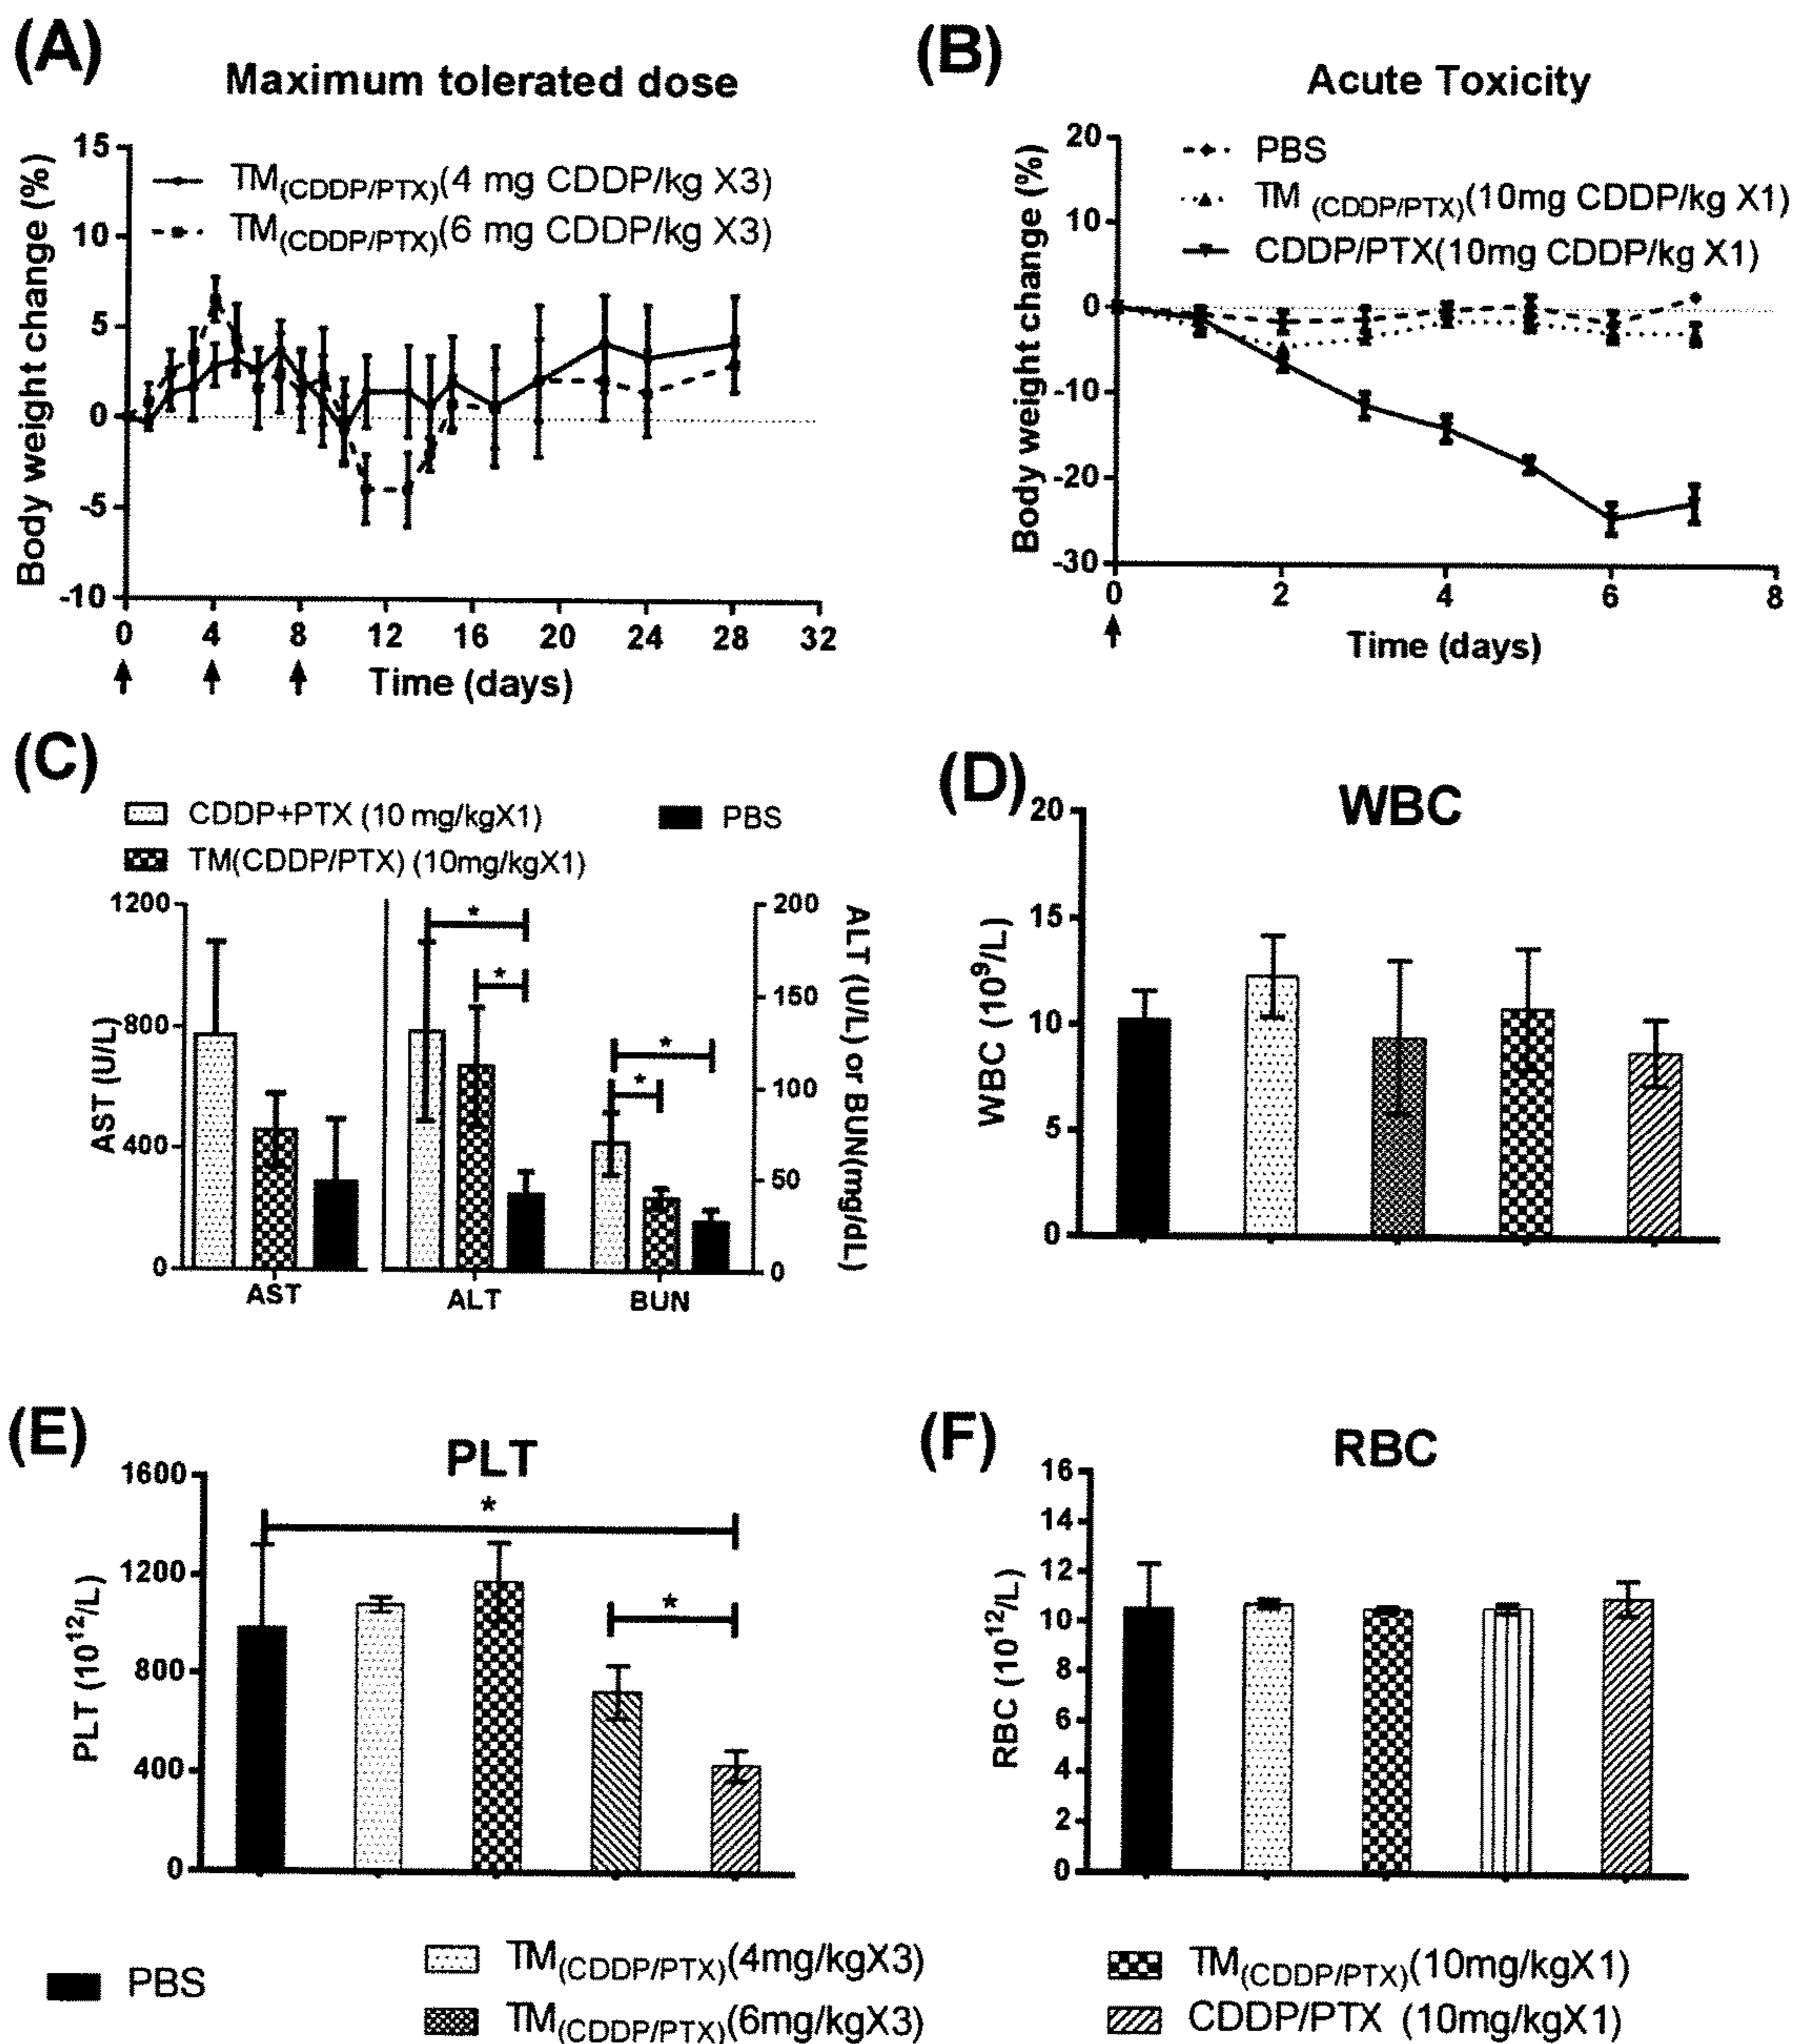 (A)
Maximum tolerated dose
Body weight change (%)
15
10
5
0
-5
-10
TM(CDDP/PTX)(4 mg CDDP/kg X3)
TM(CDDP/PTX)(6 mg CDDP/kg X3)
0 4 8 12 16 20 24 28 32
Time (days)
(B)
Acute Toxicity
Body weight change (%)
20
10
0
-10
-20
-30
PBS
TM (CDDP/PTX)(10mg CDDP/kg X1)
CDDP/PTX(10mg CDDP/kg X1)
0 2 4 6 8
Time (days)
(C)
CDDP+PTX (10 mg/kgX1)
PBS
TM(CDDP/PTX) (10mg/kgX1)
AST (U/L)
1200
800
400
0
* * * *
200
150
100
50
0
ALT (U/L) or BUN(mg/dL)
AST ALT BUN
(D)
WBC
WBC (10⁹/L)
20
15
10
5
0
(E)
PLT
PLT (10¹²/L)
1600
1200
800
400
0
*
*
(F)
RBC
RBC (10¹²/L)
16
14
12
10
8
6
4
2
0
PBS
TM(CDDP/PTX)(4mg/kgX3)
TM(CDDP/PTX)(6mg/kgX3)
TM(CDDP/PTX)(10mg/kgX1)
CDDP/PTX (10mg/kgX1)